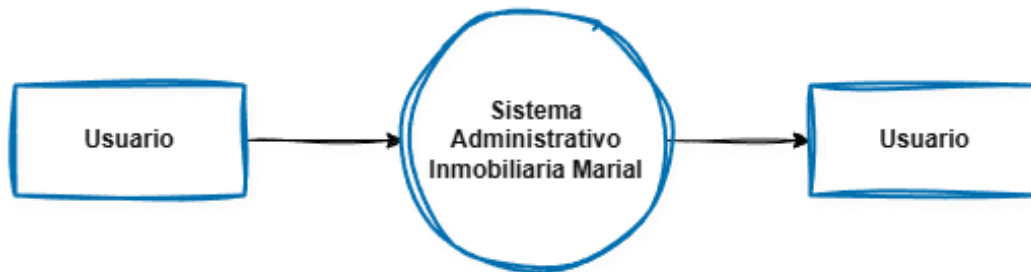 Usuario
Sistema
Administrativo
Inmobiliaria Marial
Usuario